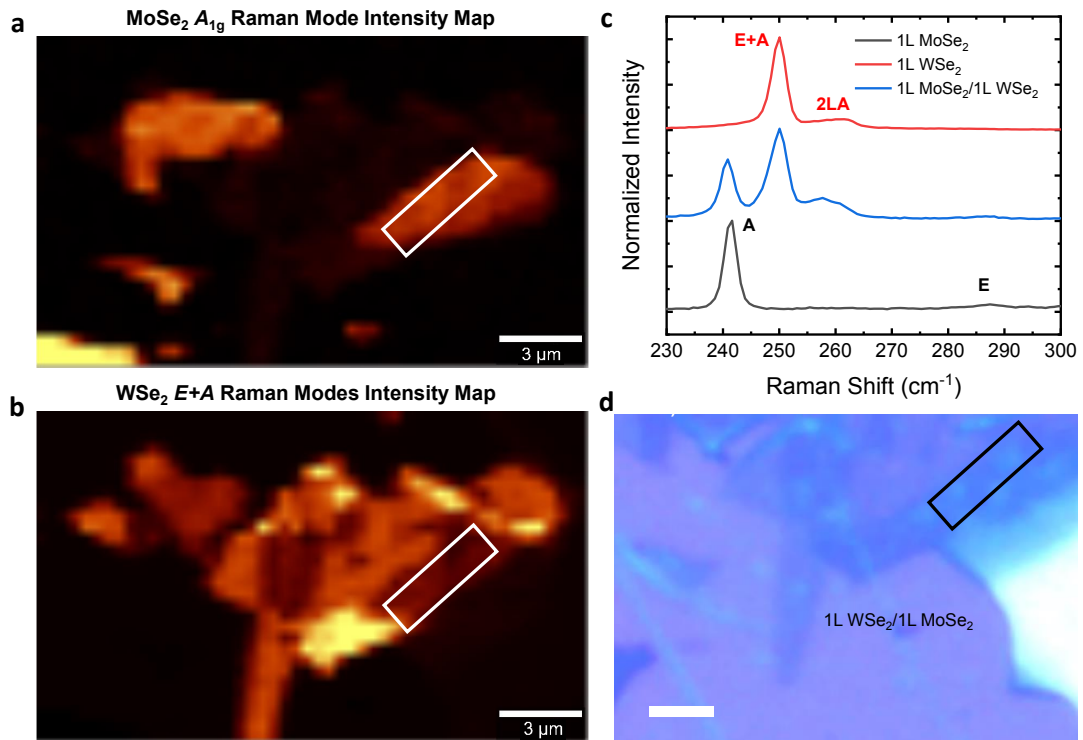 a
MoSe₂ A₁g Raman Mode Intensity Map
3 µm
b
WSe₂ E+A Raman Modes Intensity Map
3 µm
c
E+A
2LA
A
E
1L MoSe₂
1L WSe₂
1L MoSe₂/1L WSe₂
Normalized Intensity
230 240 250 260 270 280 290 300
Raman Shift (cm⁻¹)
d
1L WSe₂/1L MoSe₂